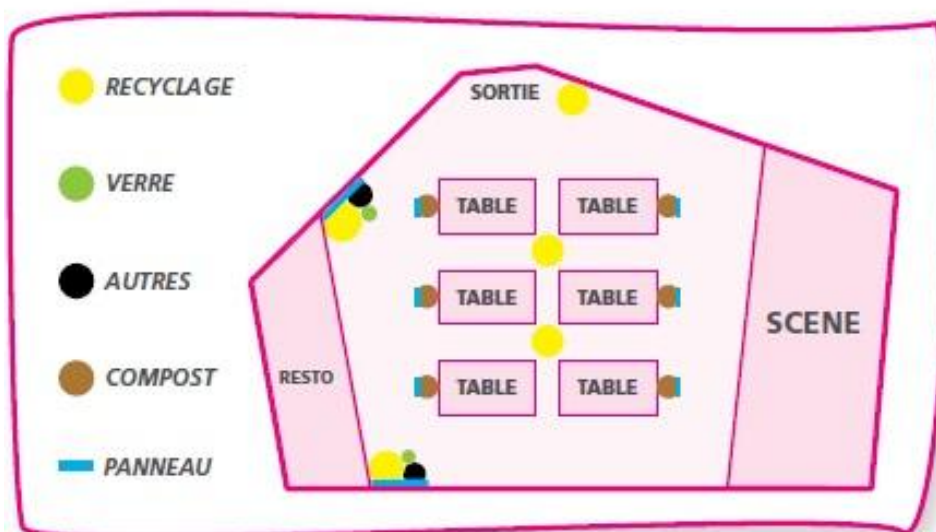 RECYCLAGE
VERRE
AUTRES
COMPOST
PANNEAU
SORTIE
TABLE TABLE
TABLE TABLE
SCENE
RESTO
TABLE TABLE